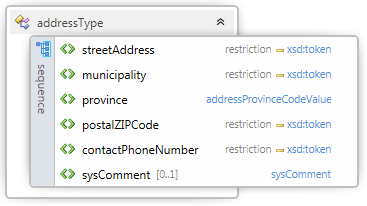 addressType
sequence
streetAddress restriction xsd:token
municipality restriction xsd:token
province addressProvinceCodeValue
postalZIPCode restriction xsd:token
contactPhoneNumber restriction xsd:token
sysComment [0..1] sysComment